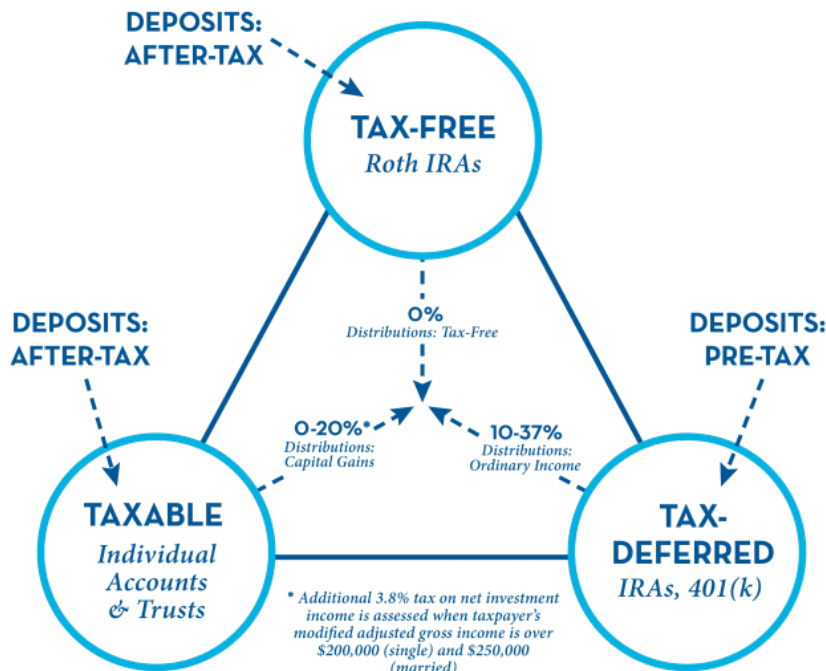 DEPOSITS:
AFTER-TAX
TAX-FREE
Roth IRAs
0%
Distributions: Tax-Free
DEPOSITS:
AFTER-TAX
DEPOSITS:
PRE-TAX
0-20%*
Distributions:
Capital Gains
10-37%
Distributions:
Ordinary Income
TAXABLE
Individual
Accounts
& Trusts
TAX-
DEFERRED
IRAs, 401(k)
* Additional 3.8% tax on net investment
income is assessed when taxpayer's
modified adjusted gross income is over
$200,000 (single) and $250,000
(married)